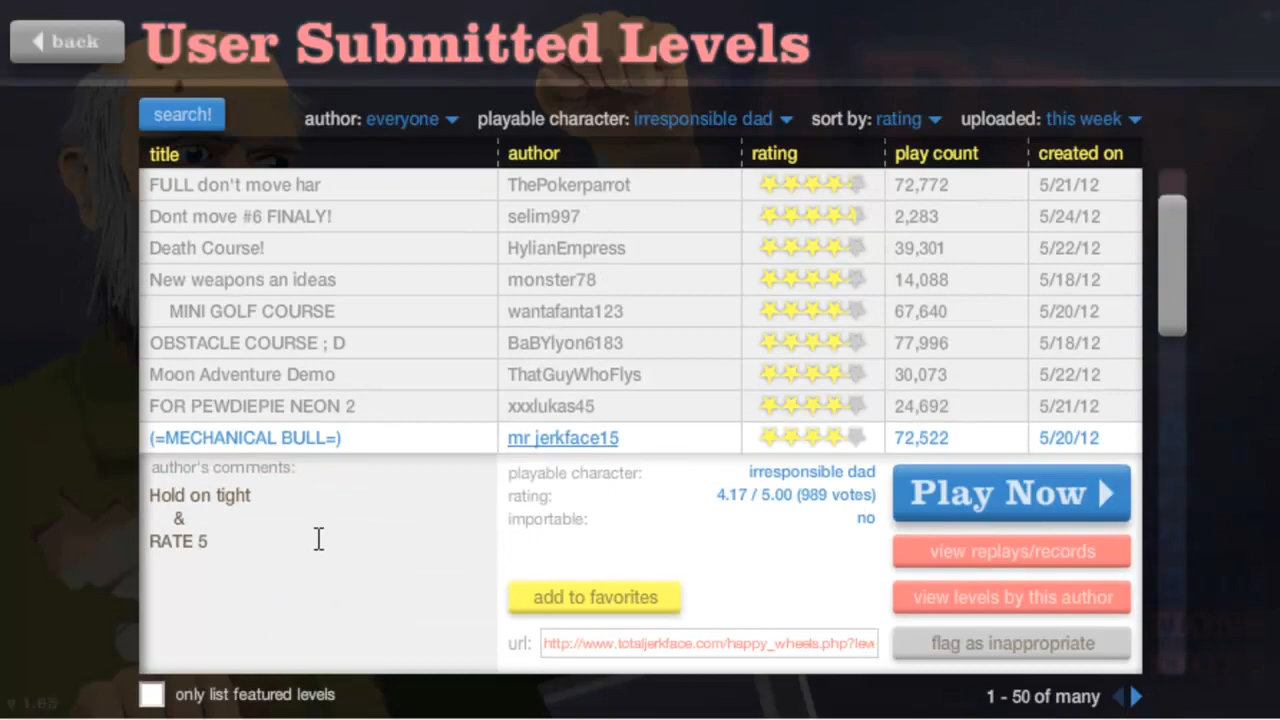 back
User Submitted Levels
search!
author: everyone playable character: irresponsible dad sort by: rating uploaded: this week
title author rating play count created on
FULL don't move har ThePokerparrot 72,772 5/21/12
Dont move #6 FINALY! selim997 2,283 5/24/12
Death Course! HylianEmpress 39,301 5/22/12
New weapons an ideas monster78 14,088 5/18/12
MINI GOLF COURSE wantafanta123 67,640 5/20/12
OBSTACLE COURSE ; D BaBYlyon6183 77,996 5/18/12
Moon Adventure Demo ThatGuyWhoFlys 30,073 5/22/12
FOR PEWDIEPIE NEON 2 xxxlukas45 24,692 5/21/12
(=MECHANICAL BULL=) mr jerkface15 72,522 5/20/12
author's comments:
Hold on tight
&
RATE 5
playable character: irresponsible dad
rating: 4.17 / 5.00 (989 votes)
importable: no
add to favorites
url: http://www.totaljerkface.com/happy_wheels.php?lev
Play Now
view replays/records
view levels by this author
flag as inappropriate
only list featured levels
1 - 50 of many
v 1.65